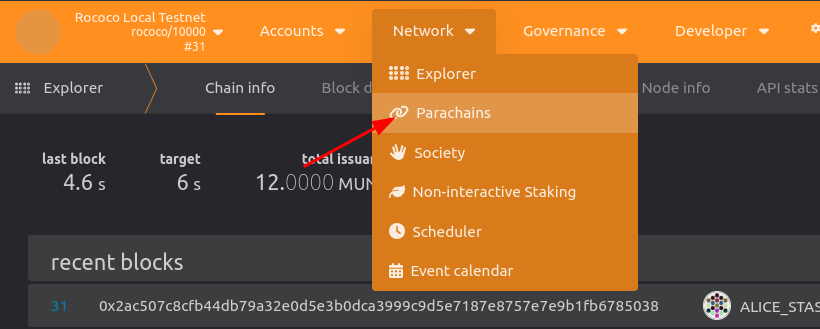 Rococo Local Testnet
rococo/10000
#31
Accounts
Network
Governance
Developer
Explorer
Chain info
Block d
Node info
API stats
Explorer
Parachains
Society
Non-interactive Staking
Scheduler
Event calendar
last block
target
total issuan
4.6 s
6 s
12.0000 MUN
recent blocks
31
0x2ac507c8cfb44db79a32e0d5e3b0dca3999c9d5e7187e8757e7e9b1fb6785038
ALICE_STAS